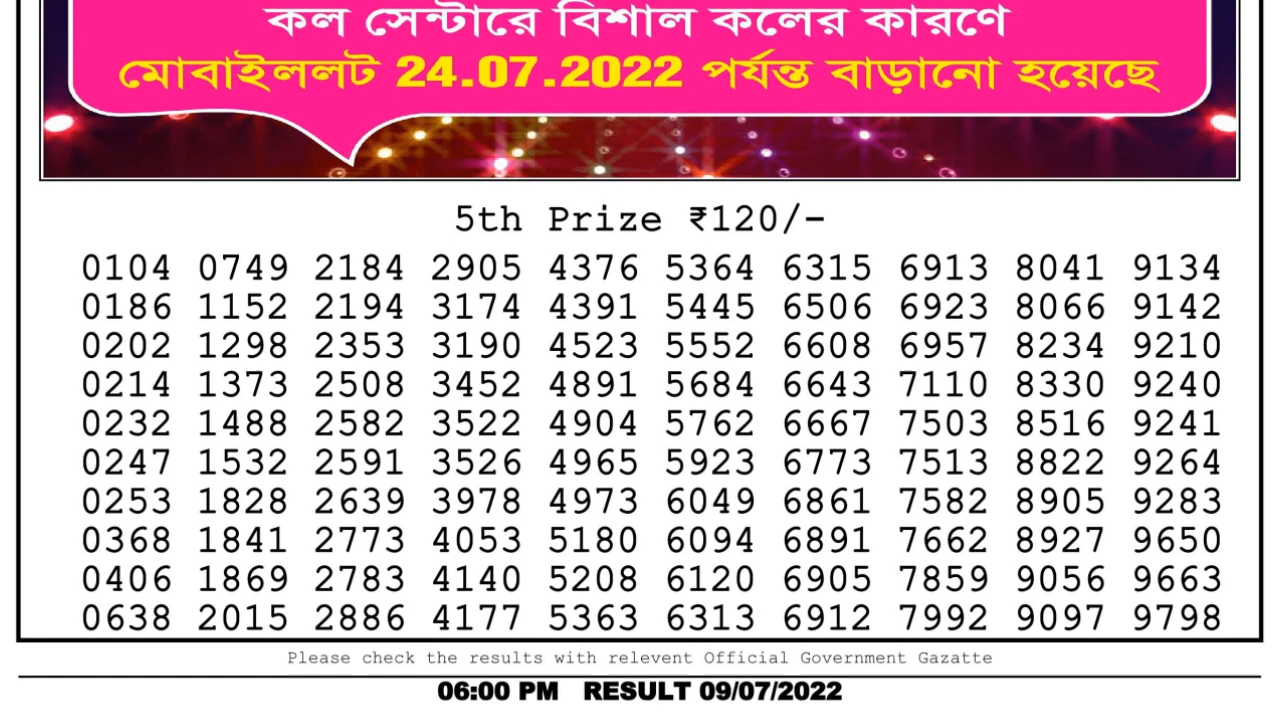 কল সেন্টারে বিশাল কলের কারণে
মোবাইললট 24.07.2022 পর্যন্ত বাড়ানো হয়েছে
5th Prize ₹120/-
0104 0749 2184 2905 4376 5364 6315 6913 8041 9134
0186 1152 2194 3174 4391 5445 6506 6923 8066 9142
0202 1298 2353 3190 4523 5552 6608 6957 8234 9210
0214 1373 2508 3452 4891 5684 6643 7110 8330 9240
0232 1488 2582 3522 4904 5762 6667 7503 8516 9241
0247 1532 2591 3526 4965 5923 6773 7513 8822 9264
0253 1828 2639 3978 4973 6049 6861 7582 8905 9283
0368 1841 2773 4053 5180 6094 6891 7662 8927 9650
0406 1869 2783 4140 5208 6120 6905 7859 9056 9663
0638 2015 2886 4177 5363 6313 6912 7992 9097 9798
Please check the results with relevent Official Government Gazatte
06:00 PM RESULT 09/07/2022